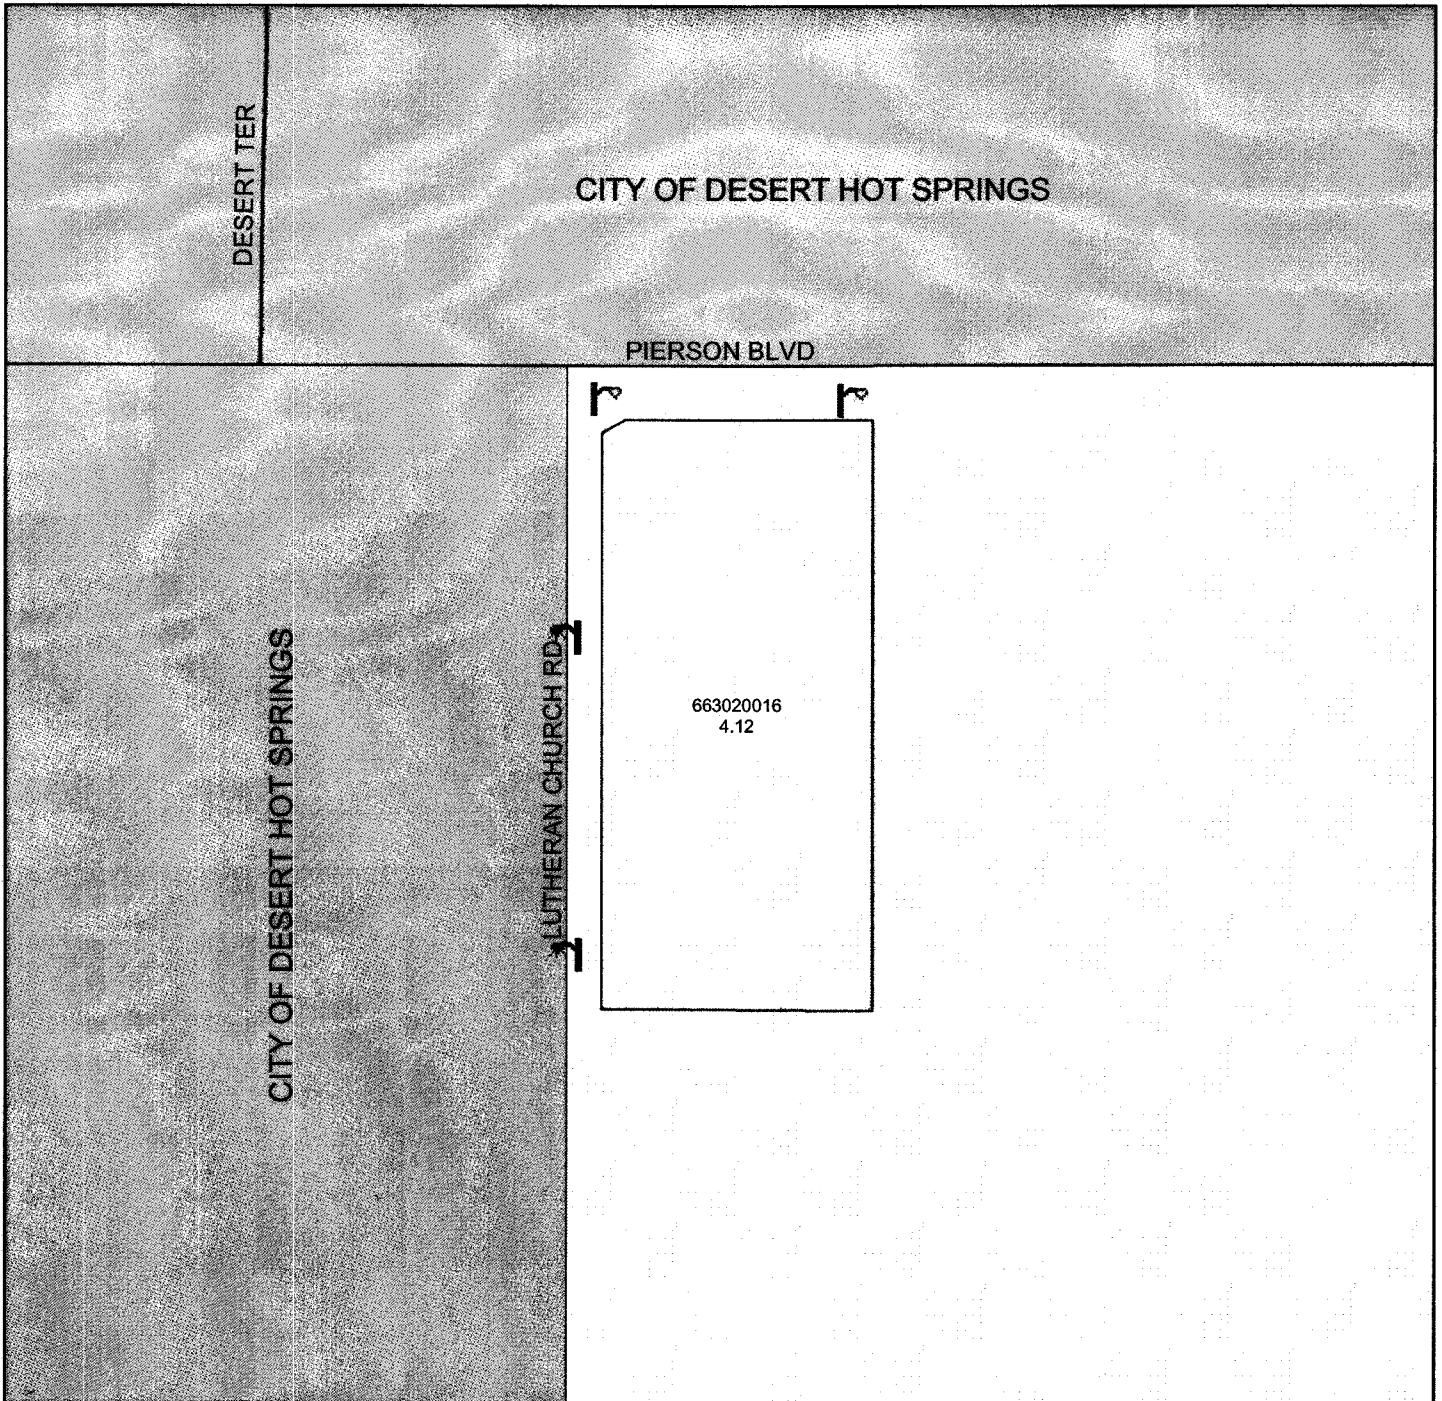 DESERT TER
CITY OF DESERT HOT SPRINGS
PIERSON BLVD
CITY OF DESERT HOT SPRINGS
LUTHERAN CHURCH RD
663020016
4.12